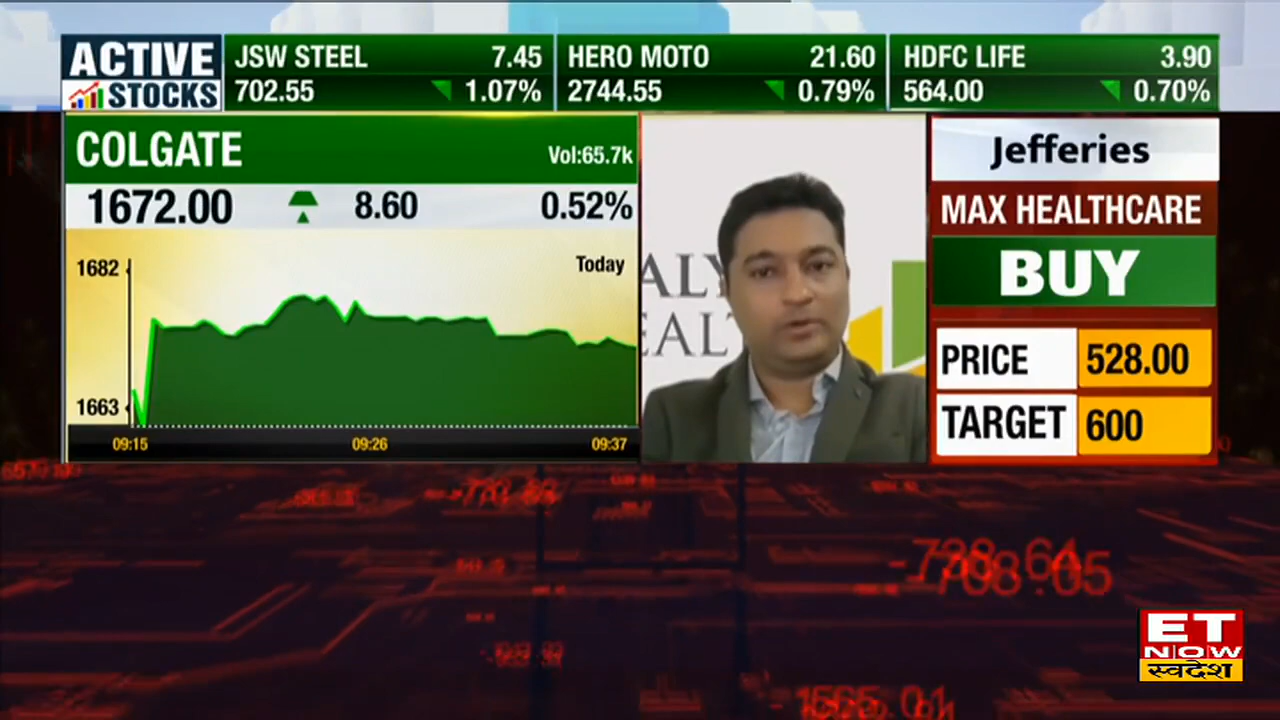 ACTIVE
STOCKS
JSW STEEL 7.45
702.55 1.07%
HERO MOTO 21.60
2744.55 0.79%
HDFC LIFE 3.90
564.00 0.70%
COLGATE Vol:65.7k
1672.00 8.60 0.52%
Today
1682
1663
09:15 09:26 09:37
Jefferies
MAX HEALTHCARE
BUY
PRICE 528.00
TARGET 600
ET
NOW
स्वदेश